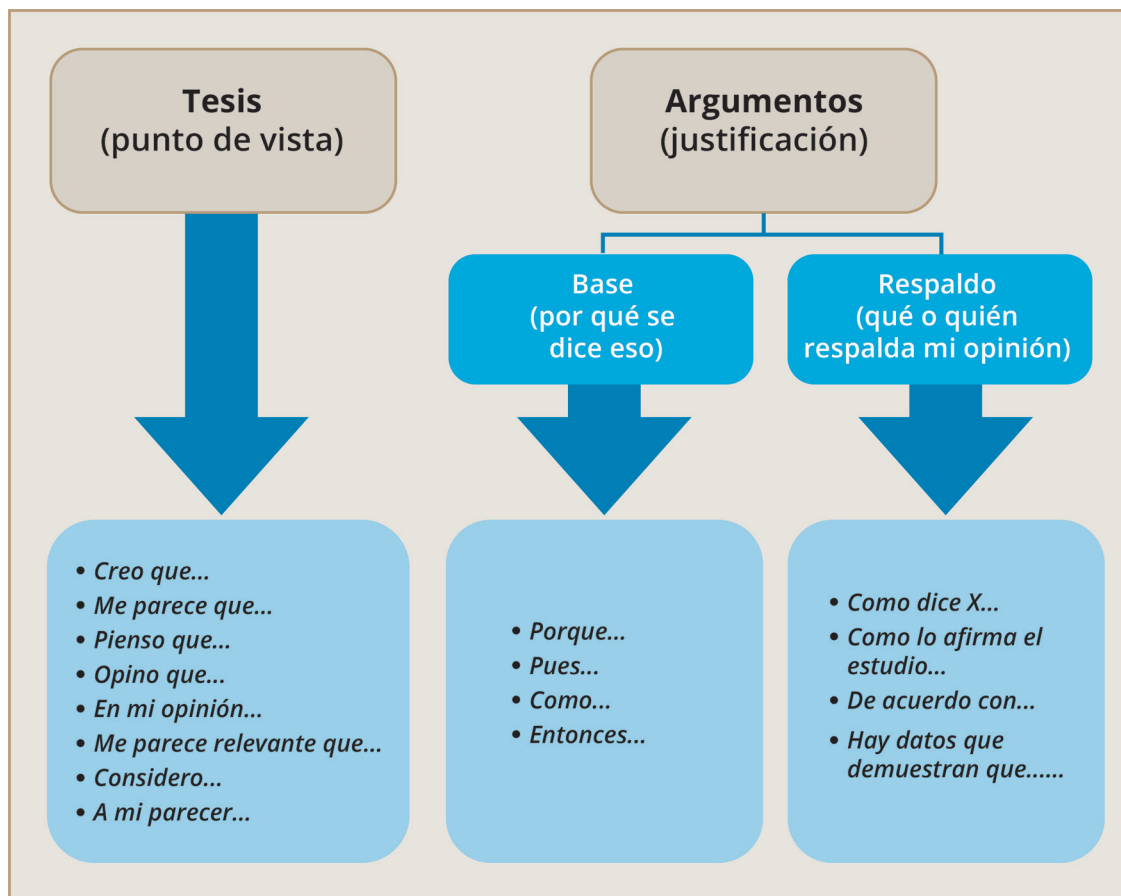 Tesis
(punto de vista)
Argumentos
(justificación)
Base
(por qué se
dice eso)
Respaldo
(qué o quién
respalda mi opinión)
• Creo que...
• Me parece que...
• Pienso que...
• Opino que...
• En mi opinión...
• Me parece relevante que...
• Considero...
• A mi parecer...
• Porque...
• Pues...
• Como...
• Entonces...
• Como dice X...
• Como lo afirma el
estudio...
• De acuerdo con...
• Hay datos que
demuestran que......